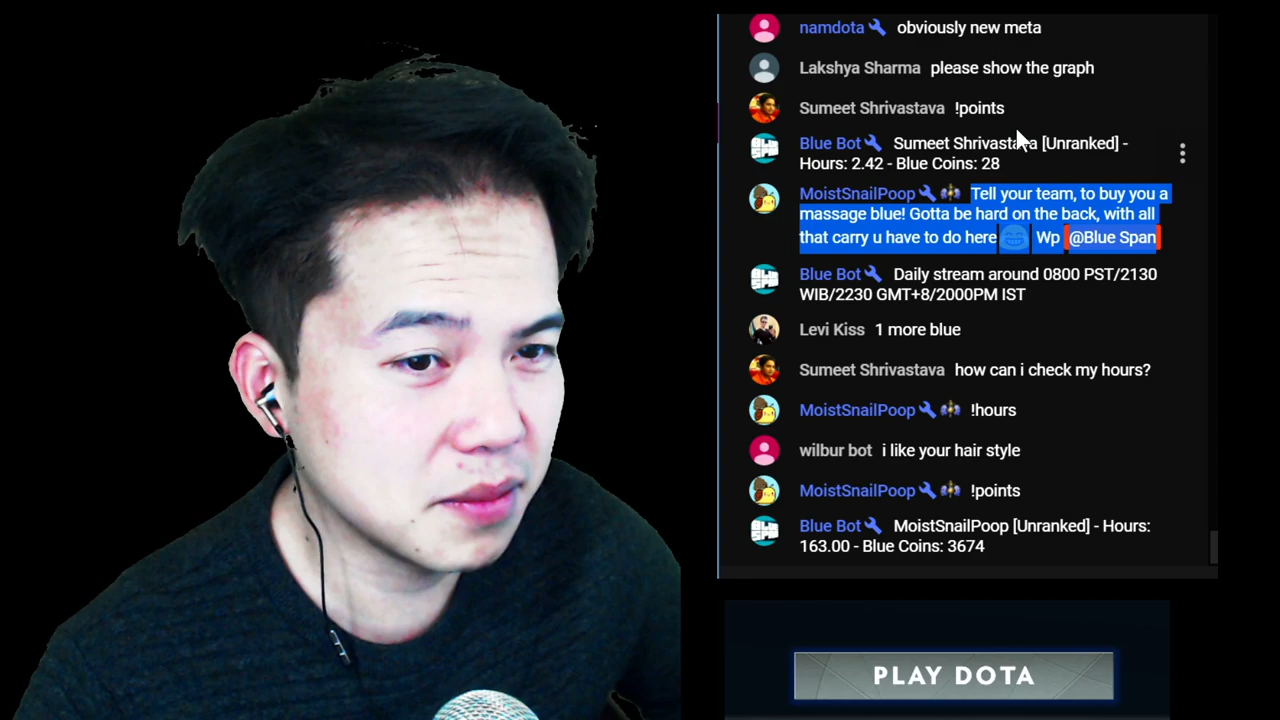 namdota obviously new meta
Lakshya Sharma please show the graph
Sumeet Shrivastava !points
Blue Bot Sumeet Shrivastava [Unranked] -
Hours: 2.42 - Blue Coins: 28
MoistSnailPoop Tell your team, to buy you a
massage blue! Gotta be hard on the back, with all
that carry u have to do here Wp @Blue Span
Blue Bot Daily stream around 0800 PST/2130
WIB/2230 GMT+8/2000PM IST
Levi Kiss 1 more blue
Sumeet Shrivastava how can i check my hours?
MoistSnailPoop !hours
wilbur bot i like your hair style
MoistSnailPoop !points
Blue Bot MoistSnailPoop [Unranked] - Hours:
163.00 - Blue Coins: 3674
PLAY DOTA